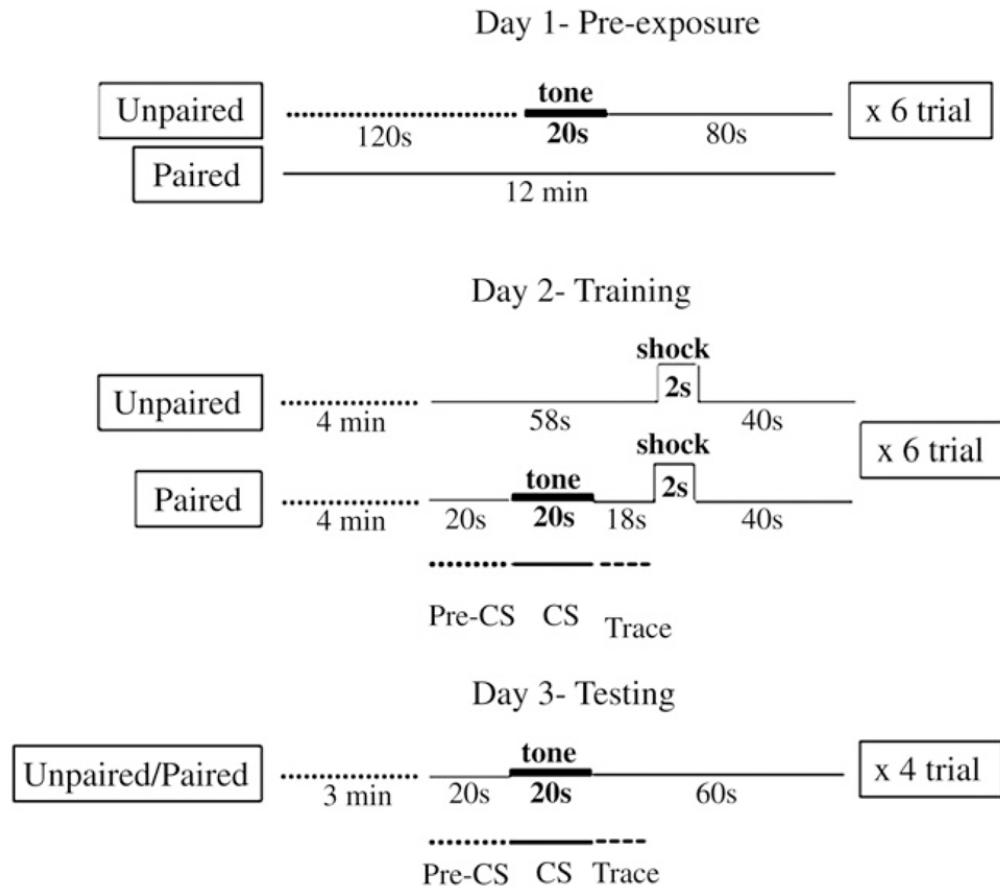 Day 1- Pre-exposure
Unpaired
tone
120s
20s
80s
x 6 trial
Paired
12 min
Day 2- Training
shock
Unpaired
2s
4 min
58s
40s
shock
x 6 trial
Paired
tone
2s
4 min
20s
20s
18s
40s
Pre-CS CS Trace
Day 3- Testing
tone
Unpaired/Paired
x 4 trial
3 min
20s
20s
60s
Pre-CS CS Trace